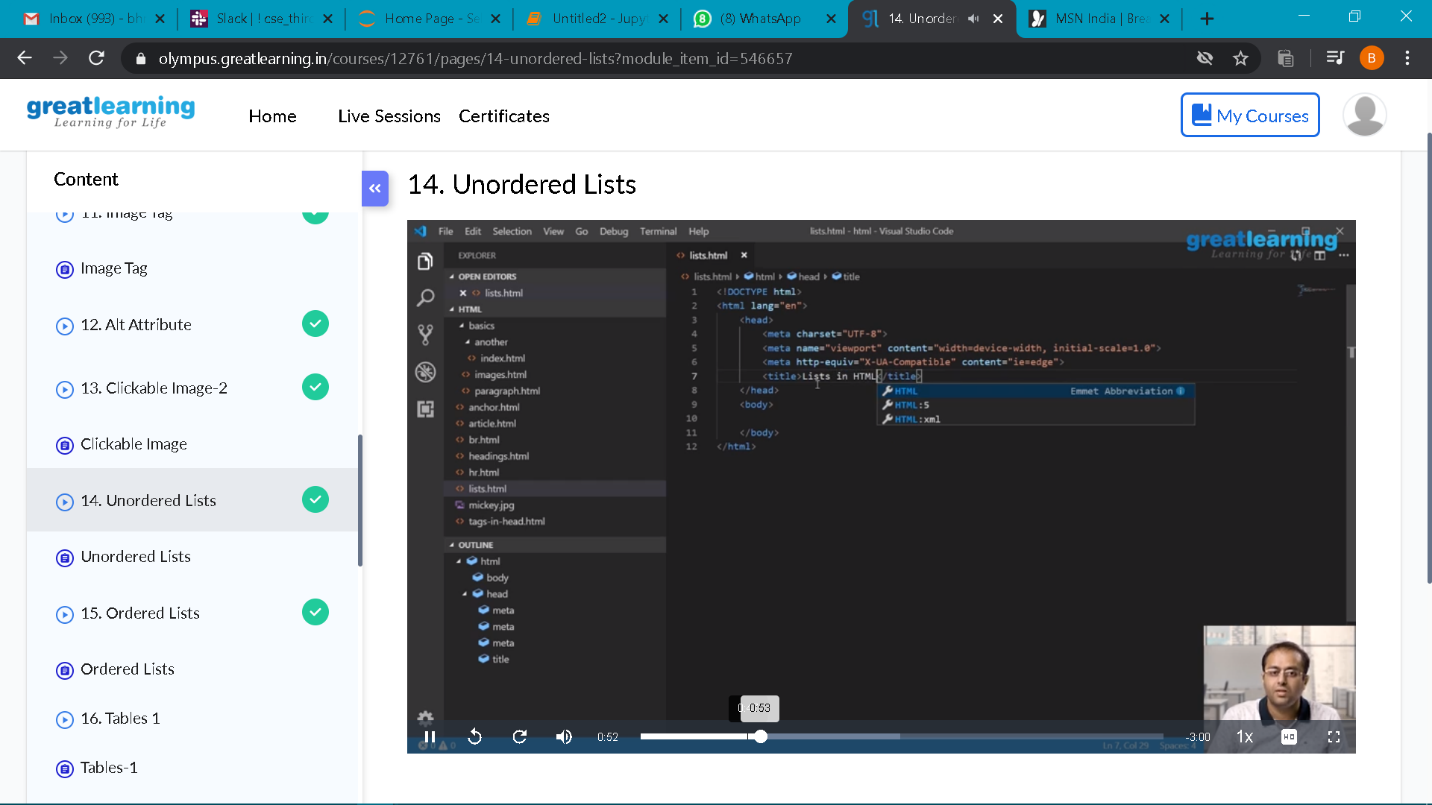 Inbox (993) - bh
Slack | ! cse_thir
Home Page - Se
Untitled2 - Jupy
(8) WhatsApp
14. Unorder
MSN India | Bre
olympus.greatlearning.in/courses/12761/pages/14-unordered-lists?module_item_id=546657
B
greatlearning
Learning for Life
Home
Live Sessions
Certificates
My Courses
Content
11. Image Tag
Image Tag
12. Alt Attribute
13. Clickable Image-2
Clickable Image
14. Unordered Lists
Unordered Lists
15. Ordered Lists
Ordered Lists
16. Tables 1
Tables-1
14. Unordered Lists
File Edit Selection View Go Debug Terminal Help
lists.html - html - Visual Studio Code
greatlearning
Learning for Life
EXPLORER
OPEN EDITORS
lists.html
HTML
basics
another
index.html
images.html
paragraph.html
anchor.html
article.html
br.html
headings.html
hr.html
lists.html
mickey.jpg
tags-in-head.html
OUTLINE
html
body
head
meta
meta
meta
title
lists.html
lists.html › html › head › title
1 <!DOCTYPE html>
2 <html lang="en">
3 <head>
4 <meta charset="UTF-8">
5 <meta name="viewport" content="width=device-width, initial-scale=1.0">
6 <meta http-equiv="X-UA-Compatible" content="ie=edge">
7 <title>Lists in HTML</title>
8 </head>
9 <body>
10
11 </body>
12 </html>
HTML Emmet Abbreviation
HTML:5
HTML:xml
0:53
0:52
-3:00
1x
HD
0 0
Ln 7, Col 29 Spaces: 4